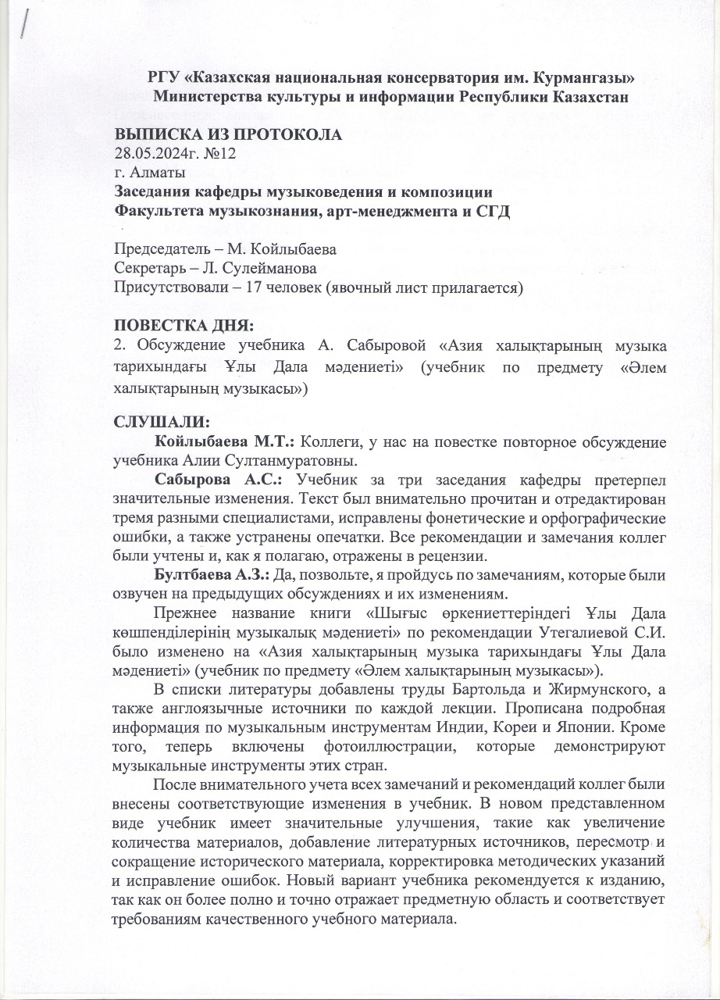 РГУ «Казахская национальная консерватория им. Курмангазы»
Министерства культуры и информации Республики Казахстан
ВЫПИСКА ИЗ ПРОТОКОЛА
28.05.2024г. №12
г. Алматы
Заседания кафедры музыковедения и композиции
Факультета музыкознания, арт-менеджмента и СГД
Председатель – М. Койлыбаева
Секретарь – Л. Сулейманова
Присутствовали – 17 человек (явочный лист прилагается)
ПОВЕСТКА ДНЯ:
2. Обсуждение учебника А. Сабыровой «Азия халықтарының музыка
тарихындағы Ұлы Дала мәдениеті» (учебник по предмету «Әлем
халықтарының музыкасы»)
СЛУШАЛИ:
Койлыбаева М.Т.: Коллеги, у нас на повестке повторное обсуждение
учебника Алии Султанмуратовны.
Сабырова А.С.: Учебник за три заседания кафедры претерпел
значительные изменения. Текст был внимательно прочитан и отредактирован
тремя разными специалистами, исправлены фонетические и орфографические
ошибки, а также устранены опечатки. Все рекомендации и замечания коллег
были учтены и, как я полагаю, отражены в рецензии.
Бултбаева А.З.: Да, позвольте, я пройдусь по замечаниям, которые были
озвучен на предыдущих обсуждениях и их изменениям.
Прежнее название книги «Шығыс өркениеттеріндегі Ұлы Дала
көшпенділерінің музыкалық мәдениеті» по рекомендации Утегалиевой С.И.
было изменено на «Азия халықтарының музыка тарихындағы Ұлы Дала
мәдениеті» (учебник по предмету «Әлем халықтарының музыкасы»).
В списки литературы добавлены труды Бартольда и Жирмунского, а
также англоязычные источники по каждой лекции. Прописана подробная
информация по музыкальным инструментам Индии, Кореи и Японии. Кроме
того, теперь включены фотоиллюстрации, которые демонстрируют
музыкальные инструменты этих стран.
После внимательного учета всех замечаний и рекомендаций коллег были
внесены соответствующие изменения в учебник. В новом представленном
виде учебник имеет значительные улучшения, такие как увеличение
количества материалов, добавление литературных источников, пересмотр и
сокращение исторического материала, корректировка методических указаний
и исправление ошибок. Новый вариант учебника рекомендуется к изданию,
так как он более полно и точно отражает предметную область и соответствует
требованиям качественного учебного материала.